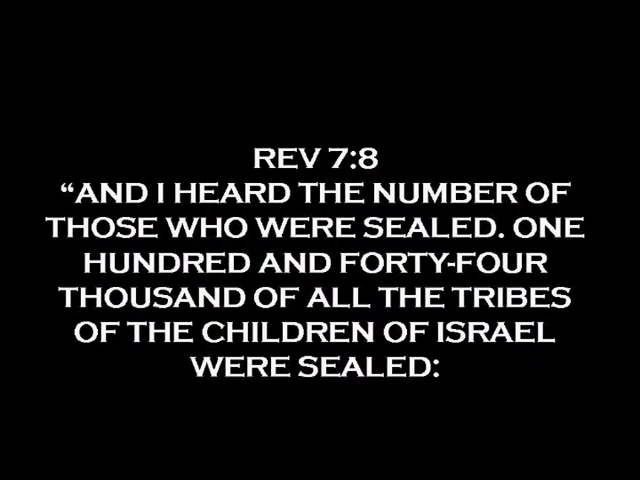 REV 7:8
“AND I HEARD THE NUMBER OF
THOSE WHO WERE SEALED. ONE
HUNDRED AND FORTY-FOUR
THOUSAND OF ALL THE TRIBES
OF THE CHILDREN OF ISRAEL
WERE SEALED: